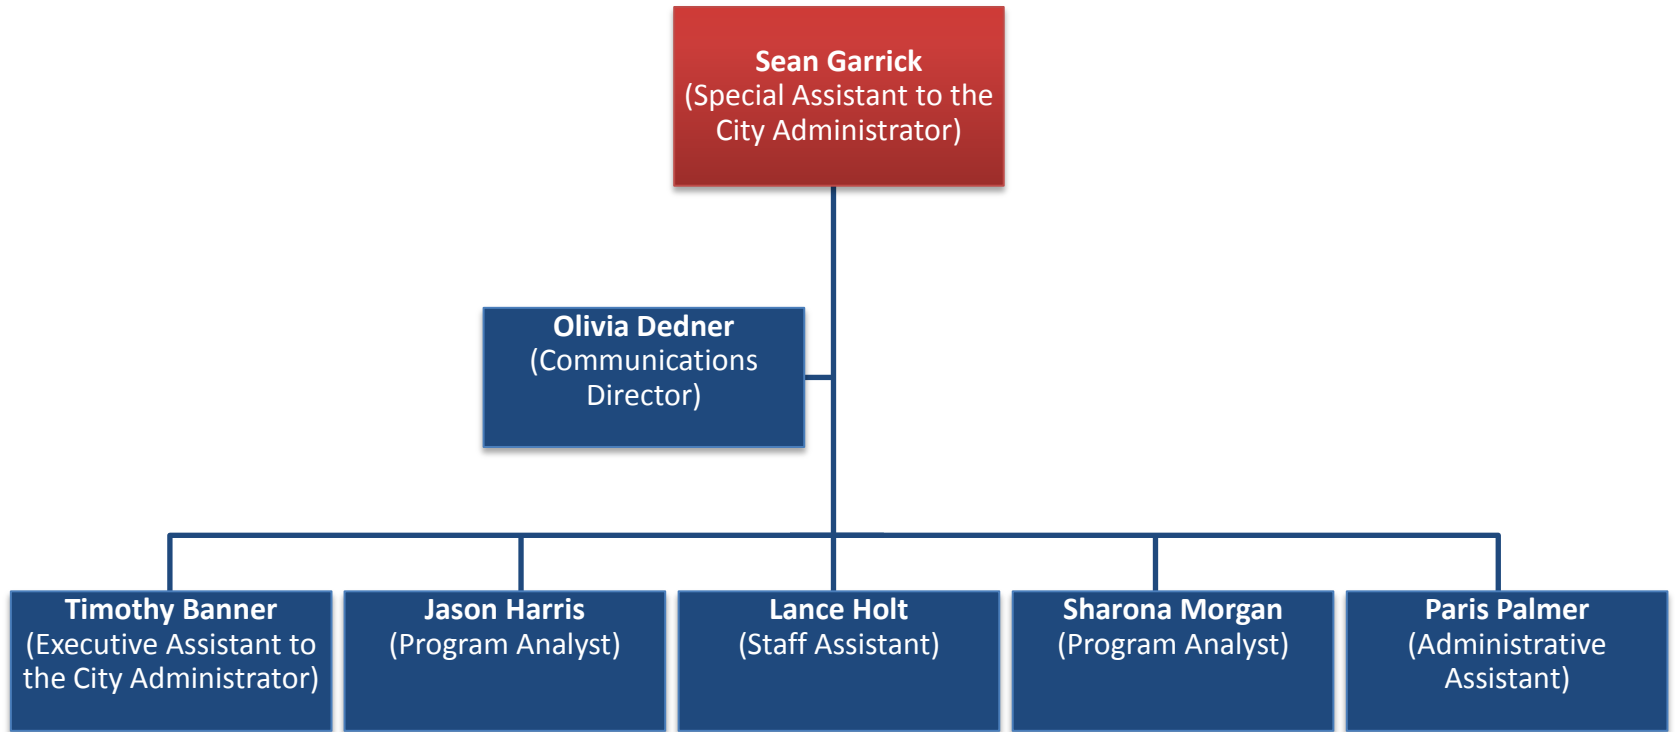 Sean Garrick
(Special Assistant to the
City Administrator)
Olivia Dedner
(Communications
Director)
Timothy Banner
(Executive Assistant to
the City Administrator)
Jason Harris
(Program Analyst)
Lance Holt
(Staff Assistant)
Sharona Morgan
(Program Analyst)
Paris Palmer
(Administrative
Assistant)